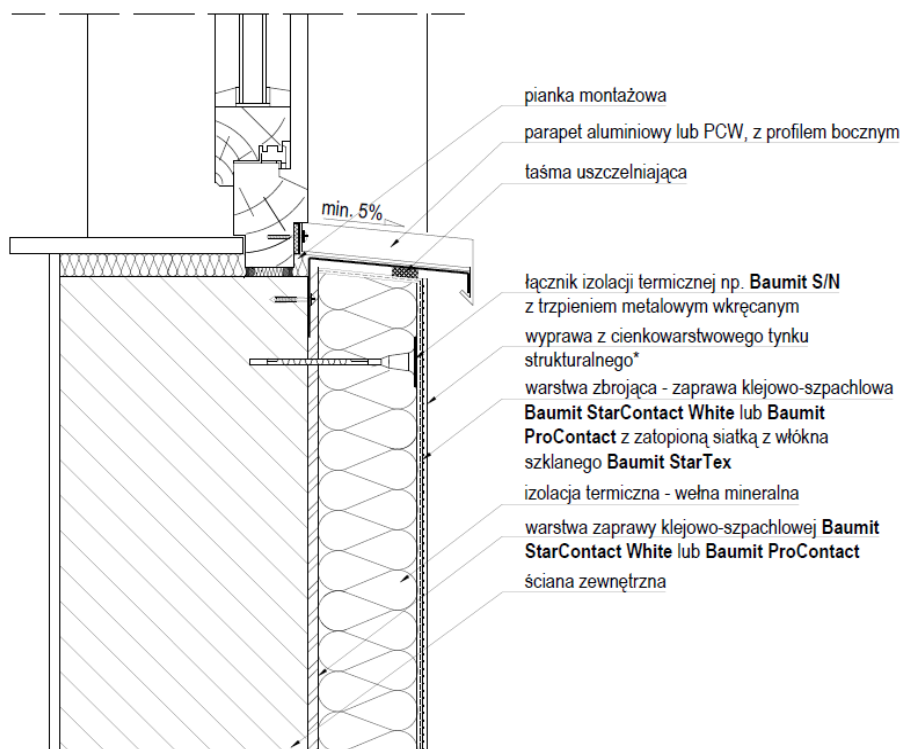 pianka montażowa
parapet aluminiowy lub PCW, z profilem bocznym
taśma uszczelniająca
min. 5%
łącznik izolacji termicznej np. Baumit S/N
z trzpieniem metalowym wkręcanym
wyprawa z cienkowarstwowego tynku
strukturalnego*
warstwa zbrojąca - zaprawa klejowo-szpachlowa
Baumit StarContact White lub Baumit
ProContact z zatopioną siatką z włókna
szklanego Baumit StarTex
izolacja termiczna - wełna mineralna
warstwa zaprawy klejowo-szpachlowej Baumit
StarContact White lub Baumit ProContact
ściana zewnętrzna